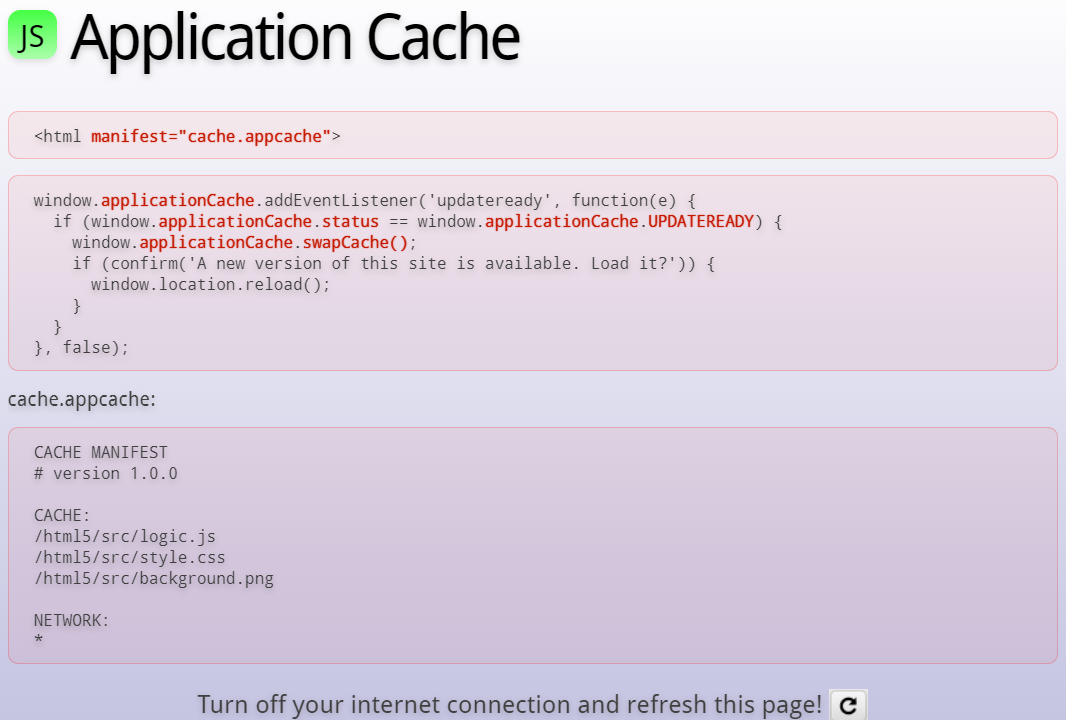 JS Application Cache
<html manifest="cache.appcache">
window.applicationCache.addEventListener('updateready', function(e) {
  if (window.applicationCache.status == window.applicationCache.UPDATEREADY) {
    window.applicationCache.swapCache();
    if (confirm('A new version of this site is available. Load it?')) {
      window.location.reload();
    }
  }
}, false);
cache.appcache:
CACHE MANIFEST
# version 1.0.0
CACHE:
/html5/src/logic.js
/html5/src/style.css
/html5/src/background.png
NETWORK:
*
Turn off your internet connection and refresh this page!